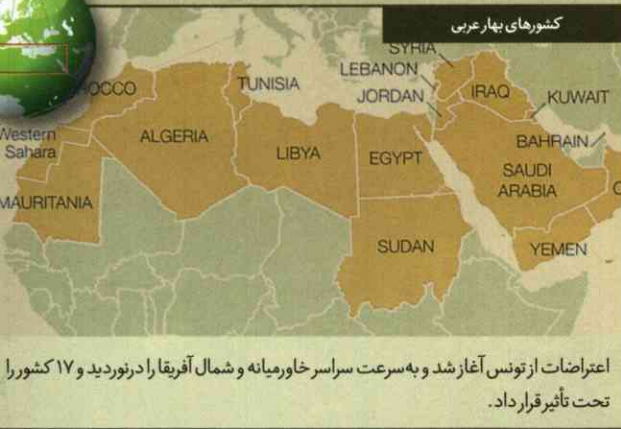 کشورهای بهار عربی
SYRIA
LEBANON
TUNISIA
JORDAN
IRAQ
KUWAIT
Western
Sahara
ALGERIA
LIBYA
EGYPT
BAHRAIN
SAUDI
ARABIA
MAURITANIA
SUDAN
YEMEN
اعتراضات از تونس آغاز شد و به‌سرعت سراسر خاورمیانه و شمال آفریقا را درنوردید و ۱۷ کشور را
تحت تأثیر قرار داد.